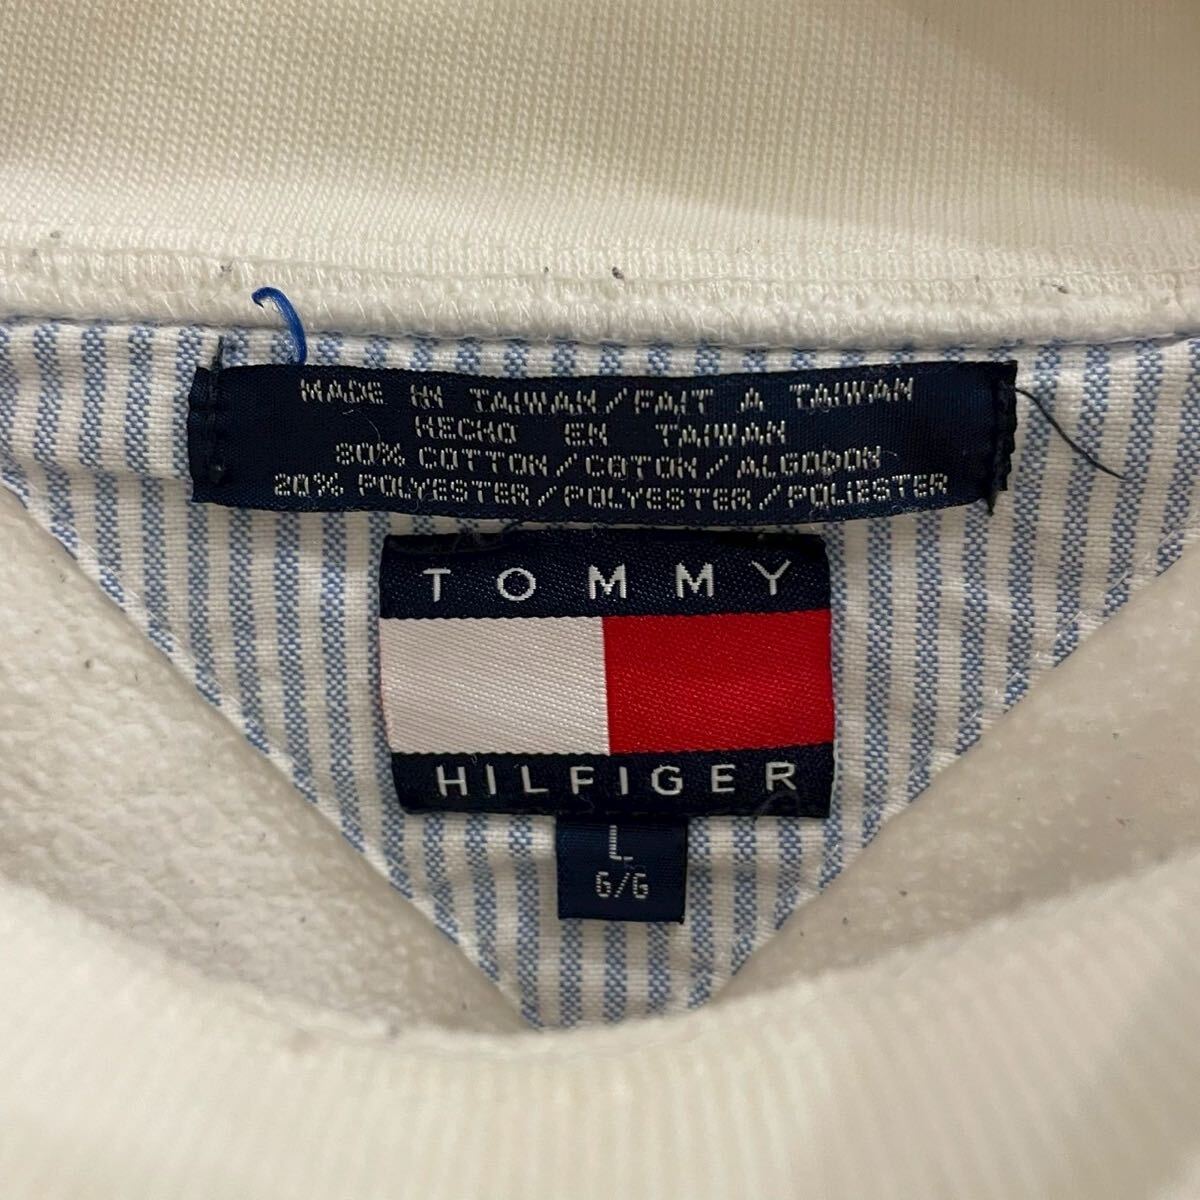 MADE IN TAIWAN/FAIT A TAIWAN
HECHO EN TAIWAN
80% COTTON/COTON/ALGODON
20% POLYESTER/POLYESTER/POLIESTER
TOMMY
HILFIGER
L
G/G